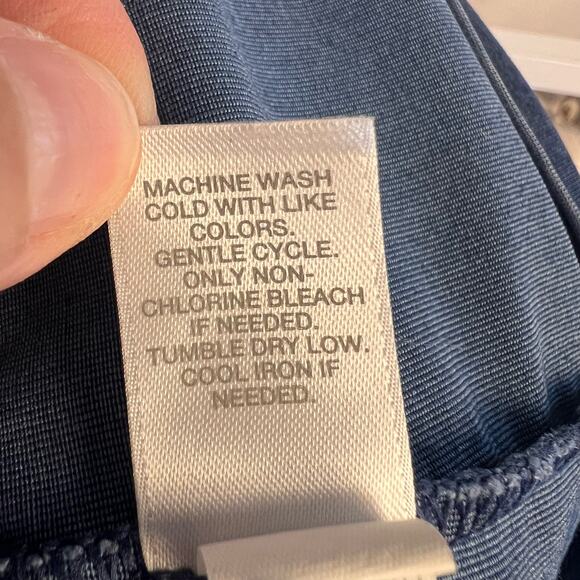 MACHINE WASH
COLD WITH LIKE
COLORS.
GENTLE CYCLE.
ONLY NON-
CHLORINE BLEACH
IF NEEDED.
TUMBLE DRY LOW.
COOL IRON IF
NEEDED.